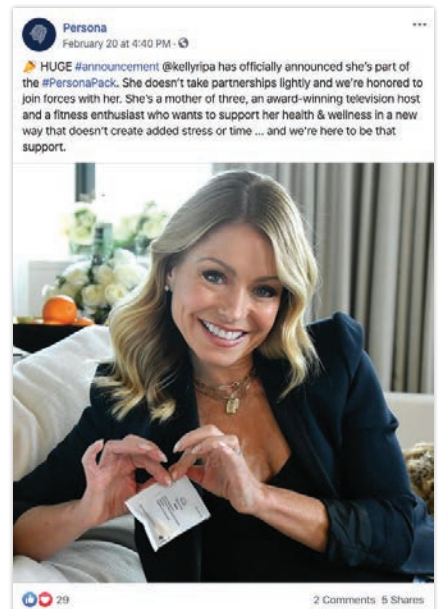 Persona
February 20 at 4:40 PM ·
HUGE #announcement @kellyripa has officially announced she's part of
the #PersonaPack. She doesn't take partnerships lightly and we're honored to
join forces with her. She's a mother of three, an award-winning television host
and a fitness enthusiast who wants to support her health & wellness in a new
way that doesn't create added stress or time ... and we're here to be that
support.
29
2 Comments 5 Shares